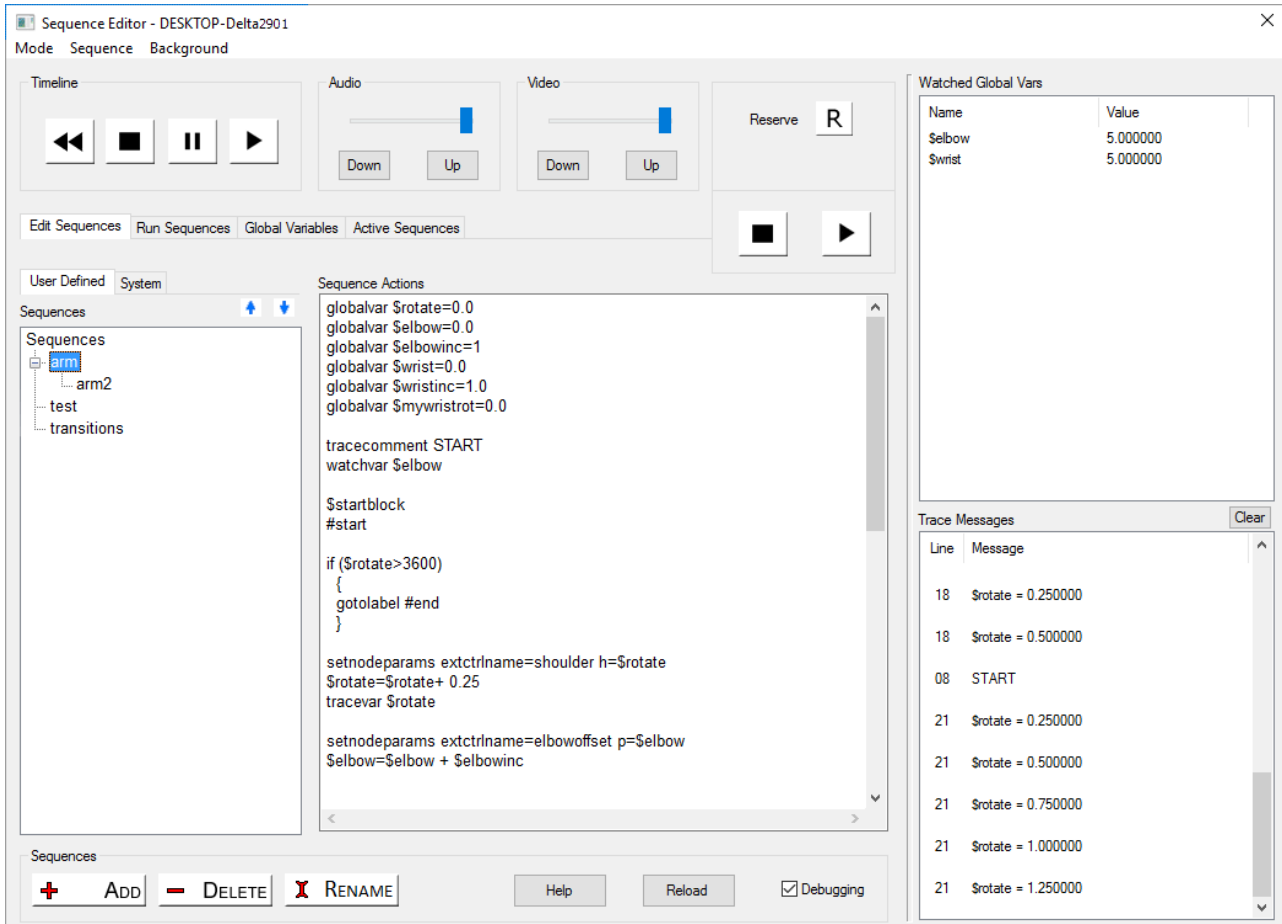 Sequence Editor - DESKTOP-Delta2901
Mode Sequence Background
Timeline
Audio
Down Up
Video
Down Up
Reserve R
Edit Sequences Run Sequences Global Variables Active Sequences
User Defined System
Sequences
Sequences
arm
arm2
test
transitions
Sequence Actions
globalvar $rotate=0.0
globalvar $elbow=0.0
globalvar $elbowinc=1
globalvar $wrist=0.0
globalvar $wristinc=1.0
globalvar $mywristrot=0.0
tracecomment START
watchvar $elbow
$startblock
#start
if ($rotate>3600)
{
gotolabel #end
}
setnodeparams extctrlname=shoulder h=$rotate
$rotate=$rotate+ 0.25
tracevar $rotate
setnodeparams extctrlname=elbowoffset p=$elbow
$elbow=$elbow + $elbowinc
Sequences
ADD DELETE RENAME Help Reload Debugging
Watched Global Vars
Name Value
$elbow 5.000000
$wrist 5.000000
Trace Messages Clear
Line Message
18 $rotate = 0.250000
18 $rotate = 0.500000
08 START
21 $rotate = 0.250000
21 $rotate = 0.500000
21 $rotate = 0.750000
21 $rotate = 1.000000
21 $rotate = 1.250000